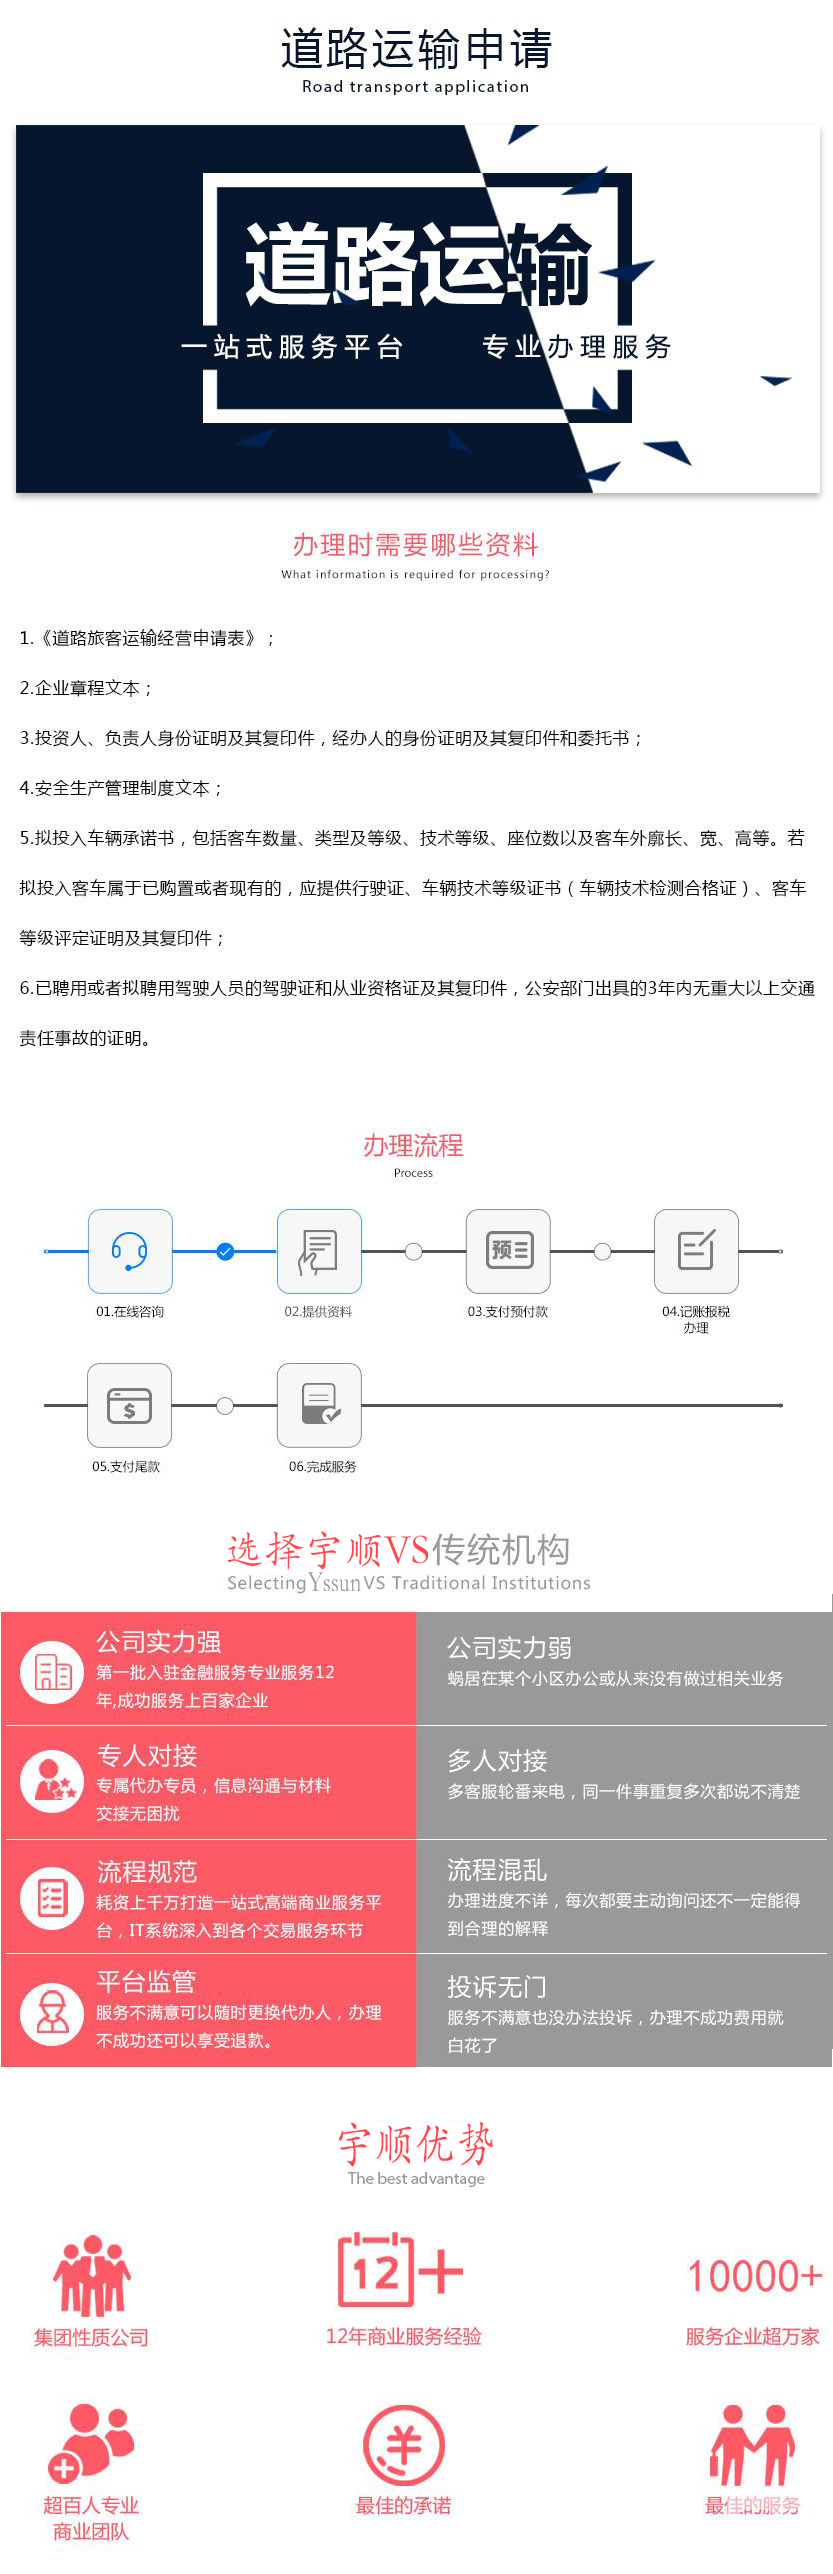 道路运输申请
Road transport application
道路运输
一站式服务平台 专业办理服务
办理时需要哪些资料
What information is required for processing?
1.《道路旅客运输经营申请表》；
2.企业章程文本；
3.投资人、负责人身份证明及其复印件，经办人的身份证明及其复印件和委托书；
4.安全生产管理制度文本；
5.拟投入车辆承诺书，包括客车数量、类型及等级、技术等级、座位数以及客车外廓长、宽、高等。若
拟投入客车属于已购置或者现有的，应提供行驶证、车辆技术等级证书（车辆技术检测合格证）、客车
等级评定证明及其复印件；
6.已聘用或者拟聘用驾驶人员的驾驶证和从业资格证及其复印件，公安部门出具的3年内无重大以上交通
责任事故的证明。
办理流程
Process
预
01.在线咨询
02.提供资料
03.支付预付款
04.记账报税
办理
$
05.支付尾款
06.完成服务
选择宇顺VS传统机构
Selecting Yssun VS Traditional Institutions
公司实力强
第一批入驻金融服务专业服务12
年,成功服务上百家企业
公司实力弱
蜗居在某个小区办公或从来没有做过相关业务
专人对接
专属代办专员，信息沟通与材料
交接无困扰
多人对接
多客服轮番来电，同一件事重复多次都说不清楚
流程规范
耗资上千万打造一站式高端商业服务平
台，IT系统深入到各个交易服务环节
流程混乱
办理进度不详，每次都要主动询问还不一定能得
到合理的解释
平台监管
服务不满意可以随时更换代办人，办理
不成功还可以享受退款。
投诉无门
服务不满意也没办法投诉，办理不成功费用就
白花了
宇顺优势
The best advantage
12+
10000+
集团性质公司
12年商业服务经验
服务企业超万家
¥
超百人专业
商业团队
最佳的承诺
最佳的服务